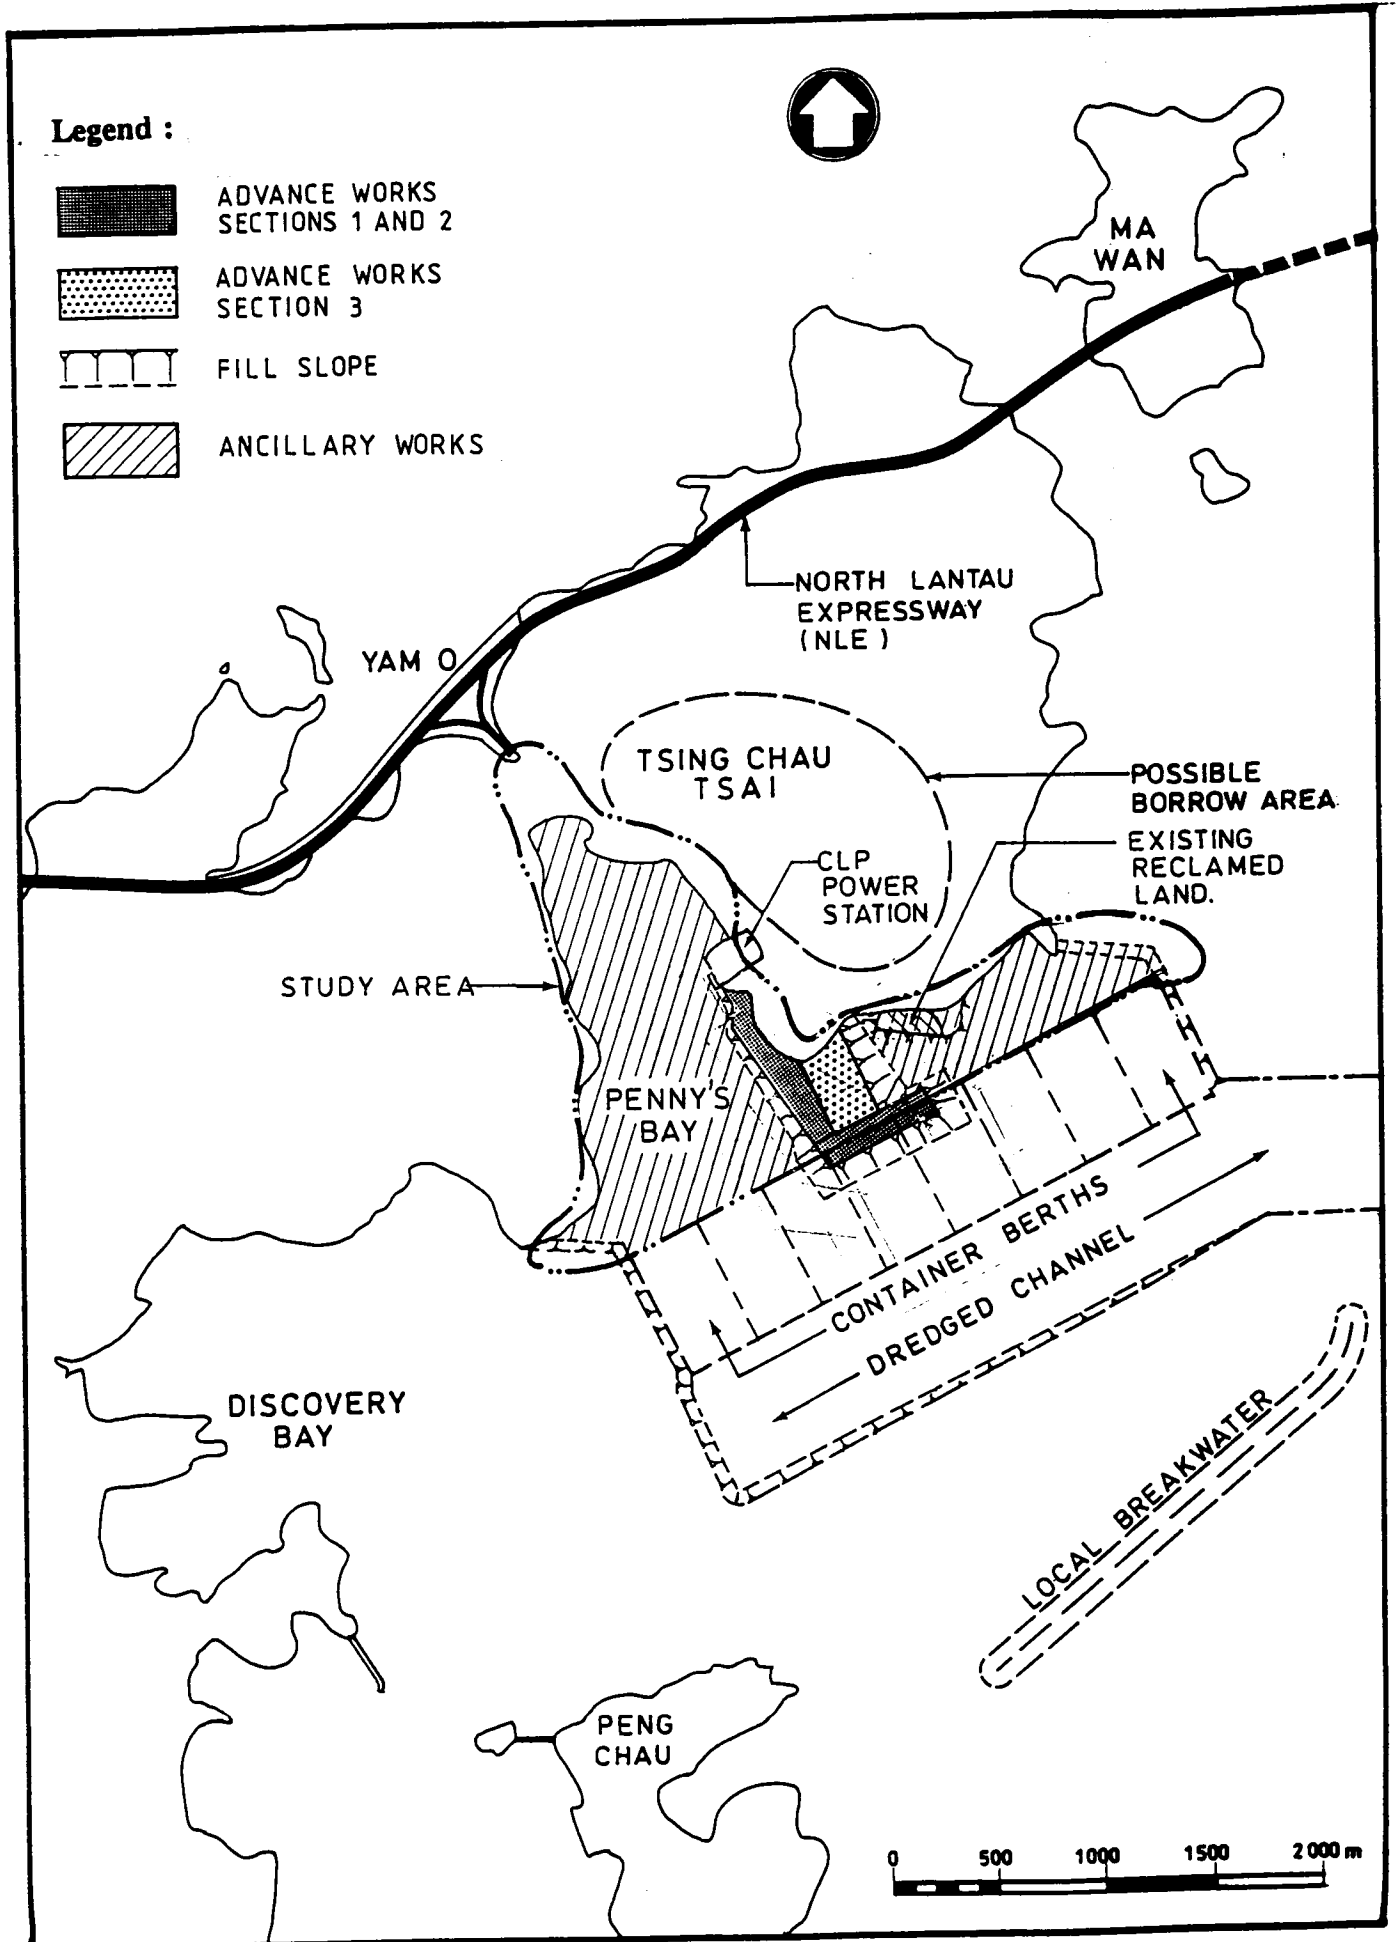 Legend :
ADVANCE WORKS
SECTIONS 1 AND 2
ADVANCE WORKS
SECTION 3
FILL SLOPE
ANCILLARY WORKS
MA
WAN
NORTH LANTAU
EXPRESSWAY
(NLE)
YAM O
TSING CHAU
TSAI
POSSIBLE
BORROW AREA
EXISTING
RECLAMED
LAND.
CLP
POWER
STATION
STUDY AREA
PENNY'S
BAY
CONTAINER BERTHS
DREDGED CHANNEL
DISCOVERY
BAY
LOCAL BREAKWATER
PENG
CHAU
0 500 1000 1500 2000 m